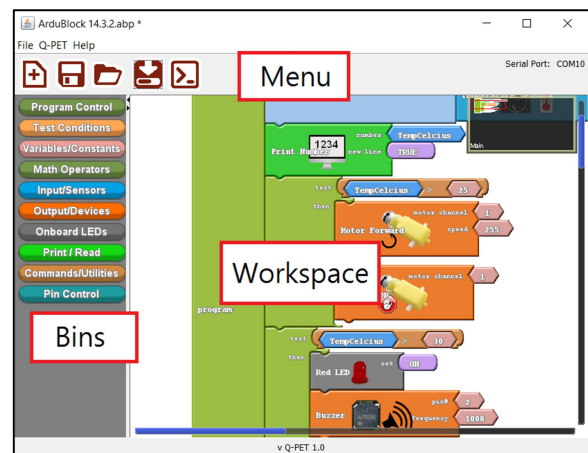 ArduBlock 14.3.2.abp *
File Q-PET Help
Serial Port: COM10
Menu
Program Control
Test Conditions
Variables/Constants
Math Operators
Input/Sensors
Output/Devices
Onboard LEDs
Print / Read
Commands/Utilities
Pin Control
Bins
Main
number TempCelcius
1234
Print Number new line TRUE
test TempCelcius > 25
then
motor channel 1
Motor Forward speed 255
Workspace
motor channel 1
program
test TempCelcius > 30
then
Red LED set ON
pin# 2
Buzzer frequency 1000
v Q-PET 1.0